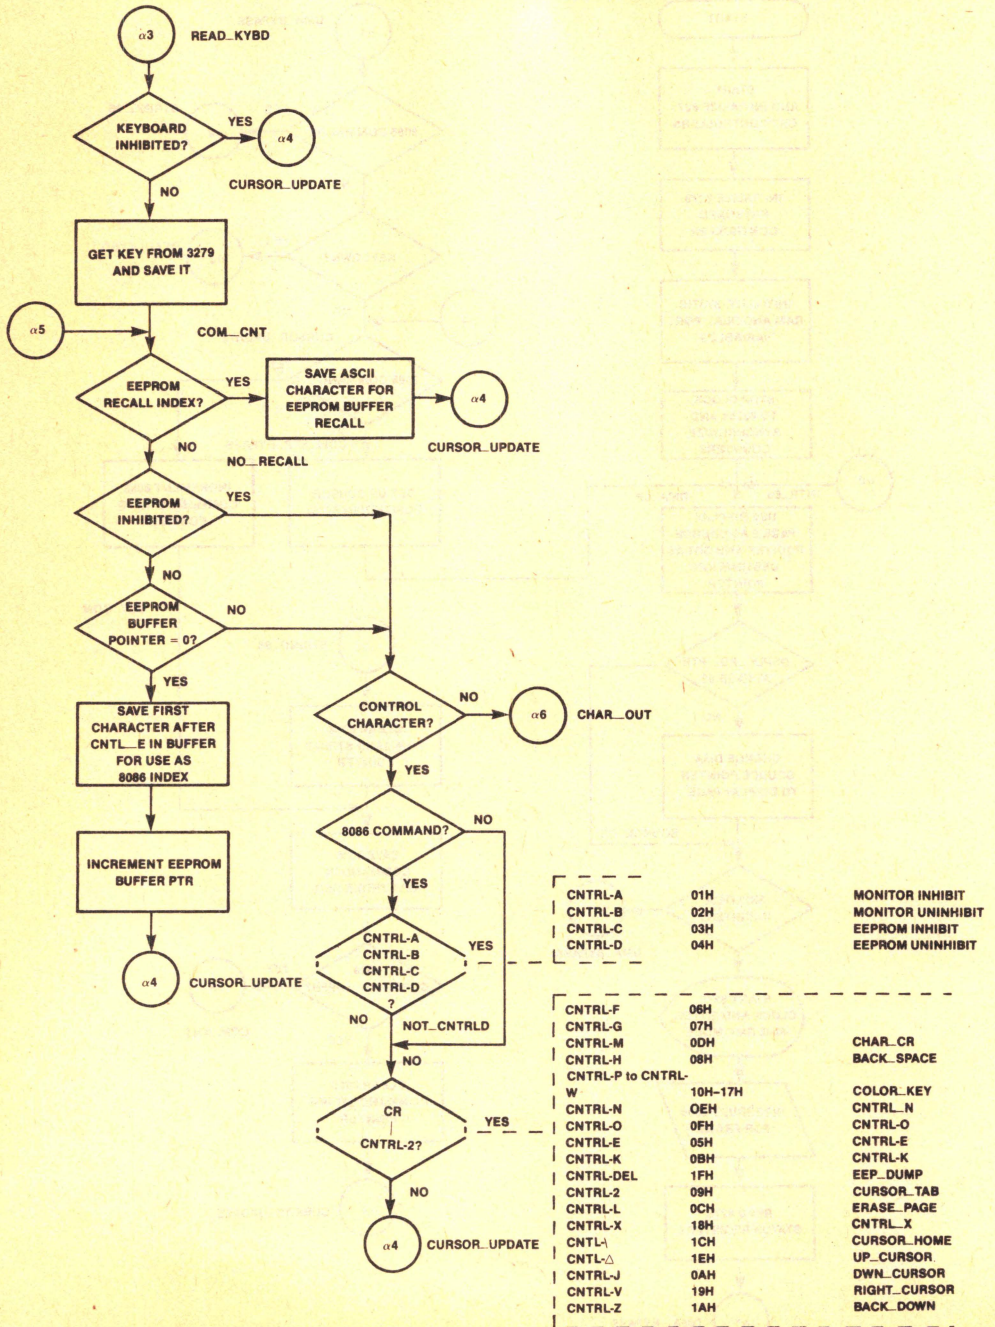 α3 READ_KYBD
KEYBOARD
INHIBITED?
YES
α4
CURSOR_UPDATE
NO
GET KEY FROM 3279
AND SAVE IT
α5
COM_CNT
EEPROM
RECALL INDEX?
YES
SAVE ASCII
CHARACTER FOR
EEPROM BUFFER
RECALL
α4
CURSOR_UPDATE
NO
NO_RECALL
EEPROM
INHIBITED?
YES
NO
EEPROM
BUFFER
POINTER = 0?
NO
YES
SAVE FIRST
CHARACTER AFTER
CNTL_E IN BUFFER
FOR USE AS
8086 INDEX
INCREMENT EEPROM
BUFFER PTR
α4 CURSOR_UPDATE
CONTROL
CHARACTER?
NO
α6 CHAR_OUT
YES
8086 COMMAND?
NO
YES
CNTRL-A
CNTRL-B
CNTRL-C
CNTRL-D
?
YES
NO
NOT_CNTRLD
NO
CR
|
CNTRL-2?
YES
NO
α4 CURSOR_UPDATE
CNTRL-A 01H MONITOR INHIBIT
CNTRL-B 02H MONITOR UNINHIBIT
CNTRL-C 03H EEPROM INHIBIT
CNTRL-D 04H EEPROM UNINHIBIT
CNTRL-F 06H
CNTRL-G 07H
CNTRL-M 0DH CHAR_CR
CNTRL-H 08H BACK_SPACE
CNTRL-P to CNTRL-
W 10H–17H COLOR_KEY
CNTRL-N OEH CNTRL_N
CNTRL-O 0FH CNTRL-O
CNTRL-E 05H CNTRL-E
CNTRL-K 0BH CNTRL-K
CNTRL-DEL 1FH EEP_DUMP
CNTRL-2 09H CURSOR_TAB
CNTRL-L 0CH ERASE_PAGE
CNTRL-X 18H CNTRL_X
CNTL-\ 1CH CURSOR_HOME
CNTL-△ 1EH UP_CURSOR
CNTRL-J 0AH DWN_CURSOR
CNTRL-V 19H RIGHT_CURSOR
CNTRL-Z 1AH BACK_DOWN